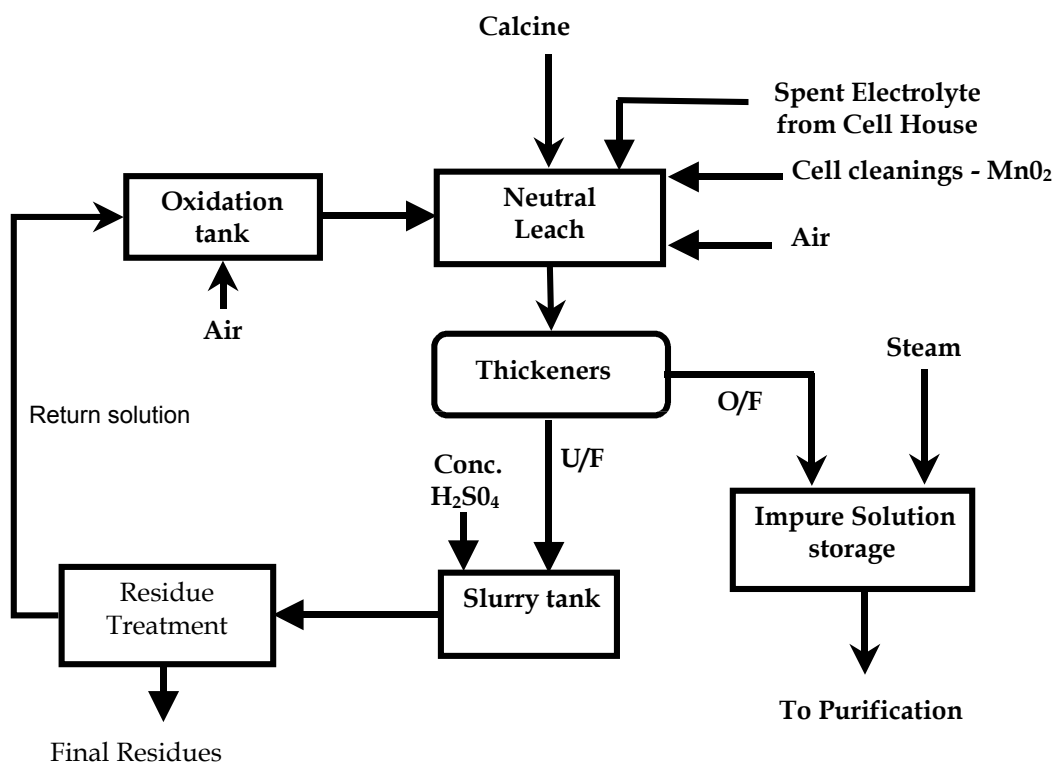 Calcine
Spent Electrolyte
from Cell House
Cell cleanings - Mn0₂
Oxidation
tank
Neutral
Leach
Air
Air
Thickeners
Steam
O/F
Return solution
U/F
Conc.
H₂S0₄
Impure Solution
storage
Residue
Treatment
Slurry tank
To Purification
Final Residues